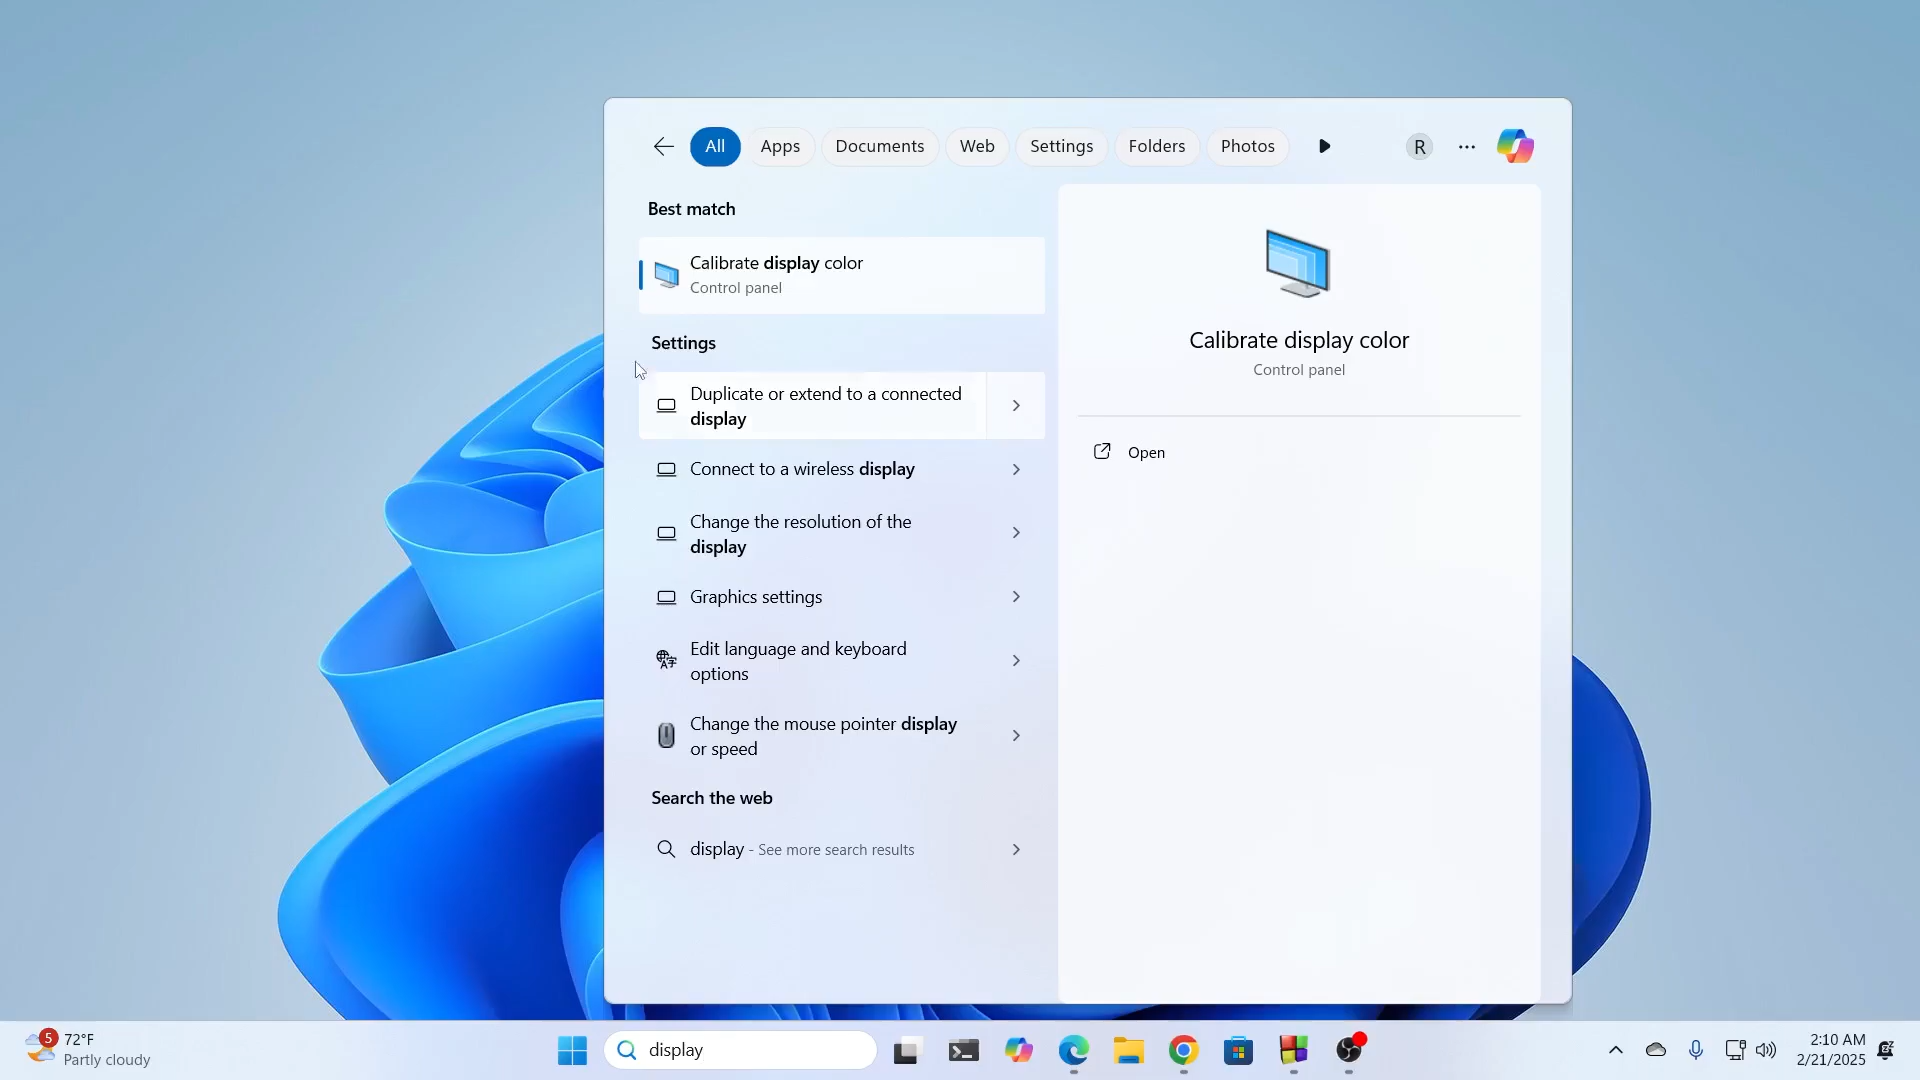 All Apps Documents Web Settings Folders Photos R
Best match
Calibrate display color
Control panel
Settings
Duplicate or extend to a connected
display
Connect to a wireless display
Change the resolution of the
display
Graphics settings
Edit language and keyboard
options
Change the mouse pointer display
or speed
Search the web
display - See more search results
Calibrate display color
Control panel
Open
5
72°F
Partly cloudy
display
2:10 AM
2/21/2025